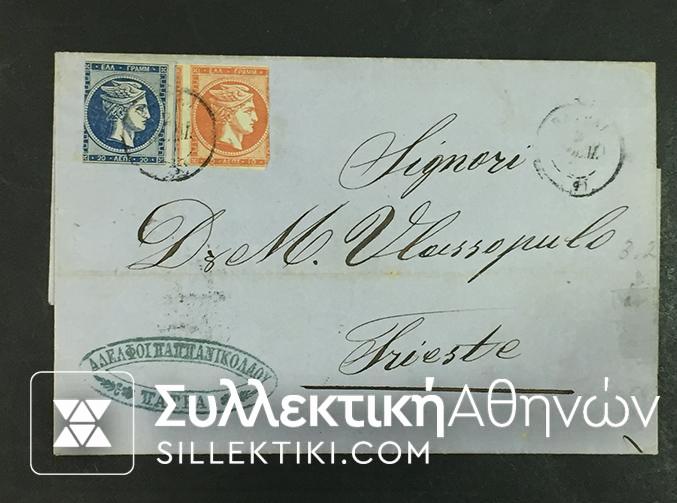 ΕΛΛ ΓΡΑΜΜ
20 ΛΕΠ 20
ΕΛΛ ΓΡΑΜΜ
10 ΛΕΠ 10
Signori
D. M. Vlassopulo
Trieste
ΑΔΕΛΦΟΙ ΠΑΠΠΑΝΙΚΟΛΑΟΥ
ΣυλλεκτικήΑθηνών
SILLEKTIKI.COM